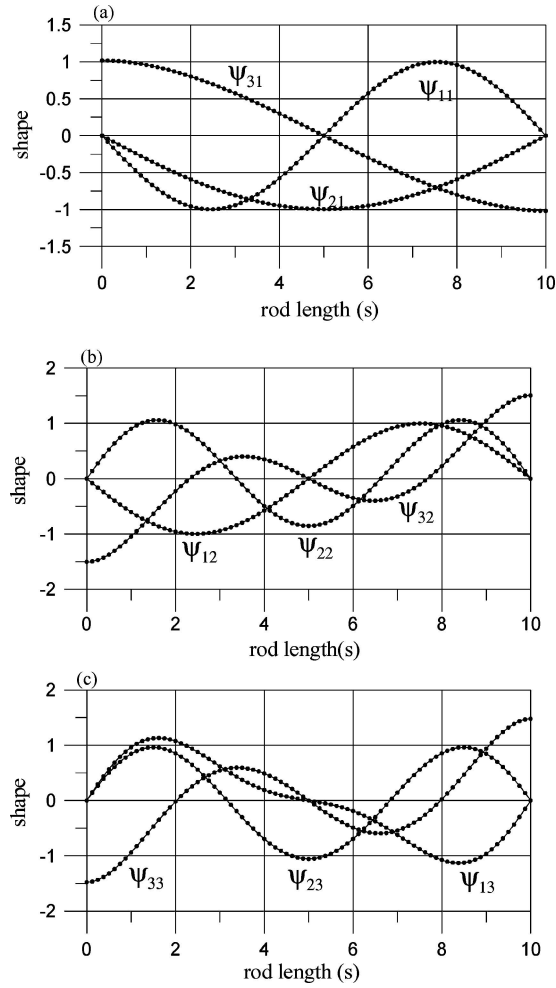 (a)
1.5
1
0.5
0
-0.5
-1
-1.5
shape
ψ31
ψ11
ψ21
0 2 4 6 8 10
rod length (s)
(b)
2
1
0
-1
-2
shape
ψ12
ψ22
ψ32
0 2 4 6 8 10
rod length(s)
(c)
2
1
0
-1
-2
shape
ψ33
ψ23
ψ13
0 2 4 6 8 10
rod length (s)